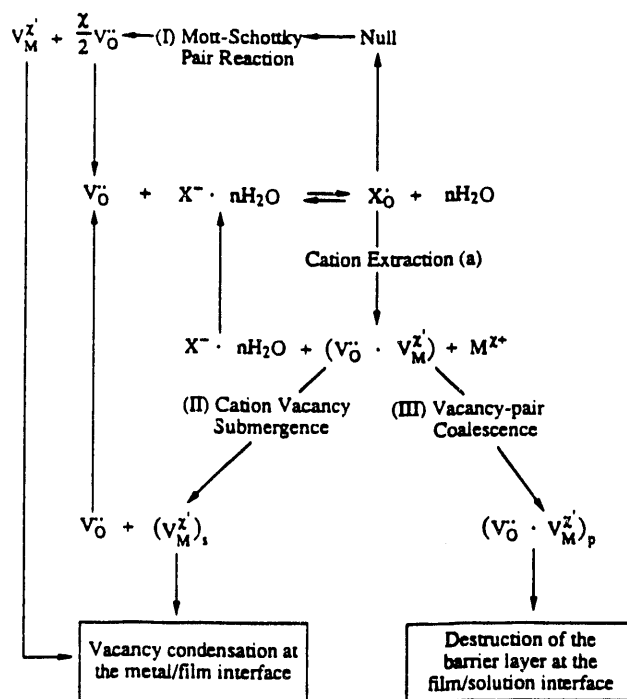 V_M^χ' + χ/2 V_O^¨ ← (I) Mott-Schottky ← Null
Pair Reaction
V_O^¨ + X⁻ · nH₂O ⇌ X_O^· + nH₂O
Cation Extraction (a)
X⁻ · nH₂O + (V_O^¨ · V_M^χ') + M^χ+
(II) Cation Vacancy
Submergence
(III) Vacancy-pair
Coalescence
V_O^¨ + (V_M^χ')_s
(V_O^¨ · V_M^χ')_p
Vacancy condensation at
the metal/film interface
Destruction of the
barrier layer at the
film/solution interface